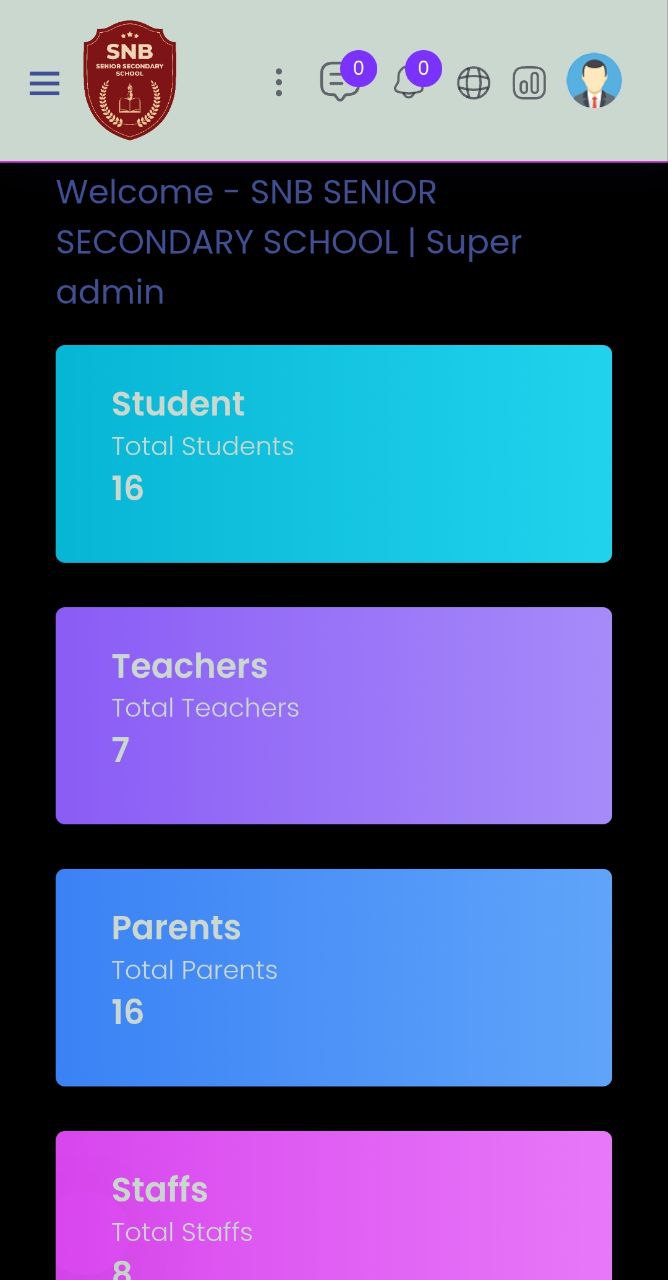 SNB
SENIOR SECONDARY
SCHOOL
0
0
Welcome - SNB SENIOR
SECONDARY SCHOOL | Super
admin
Student
Total Students
16
Teachers
Total Teachers
7
Parents
Total Parents
16
Staffs
Total Staffs
8